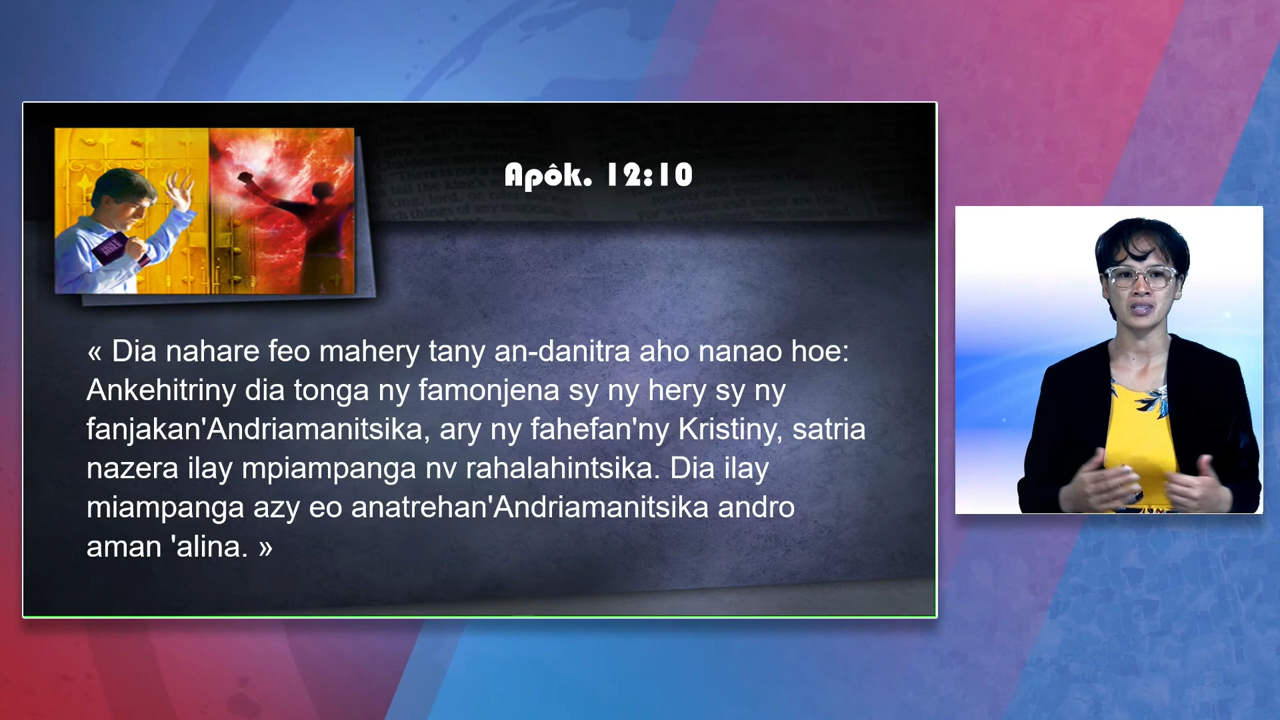 Apôk. 12:10
« Dia nahare feo mahery tany an-danitra aho nanao hoe:
Ankehitriny dia tonga ny famonjena sy ny hery sy ny
fanjakan'Andriamanitsika, ary ny fahefan'ny Kristiny, satria
nazera ilay mpiampanga nv rahalahintsika. Dia ilay
miampanga azy eo anatrehan'Andriamanitsika andro
aman 'alina. »